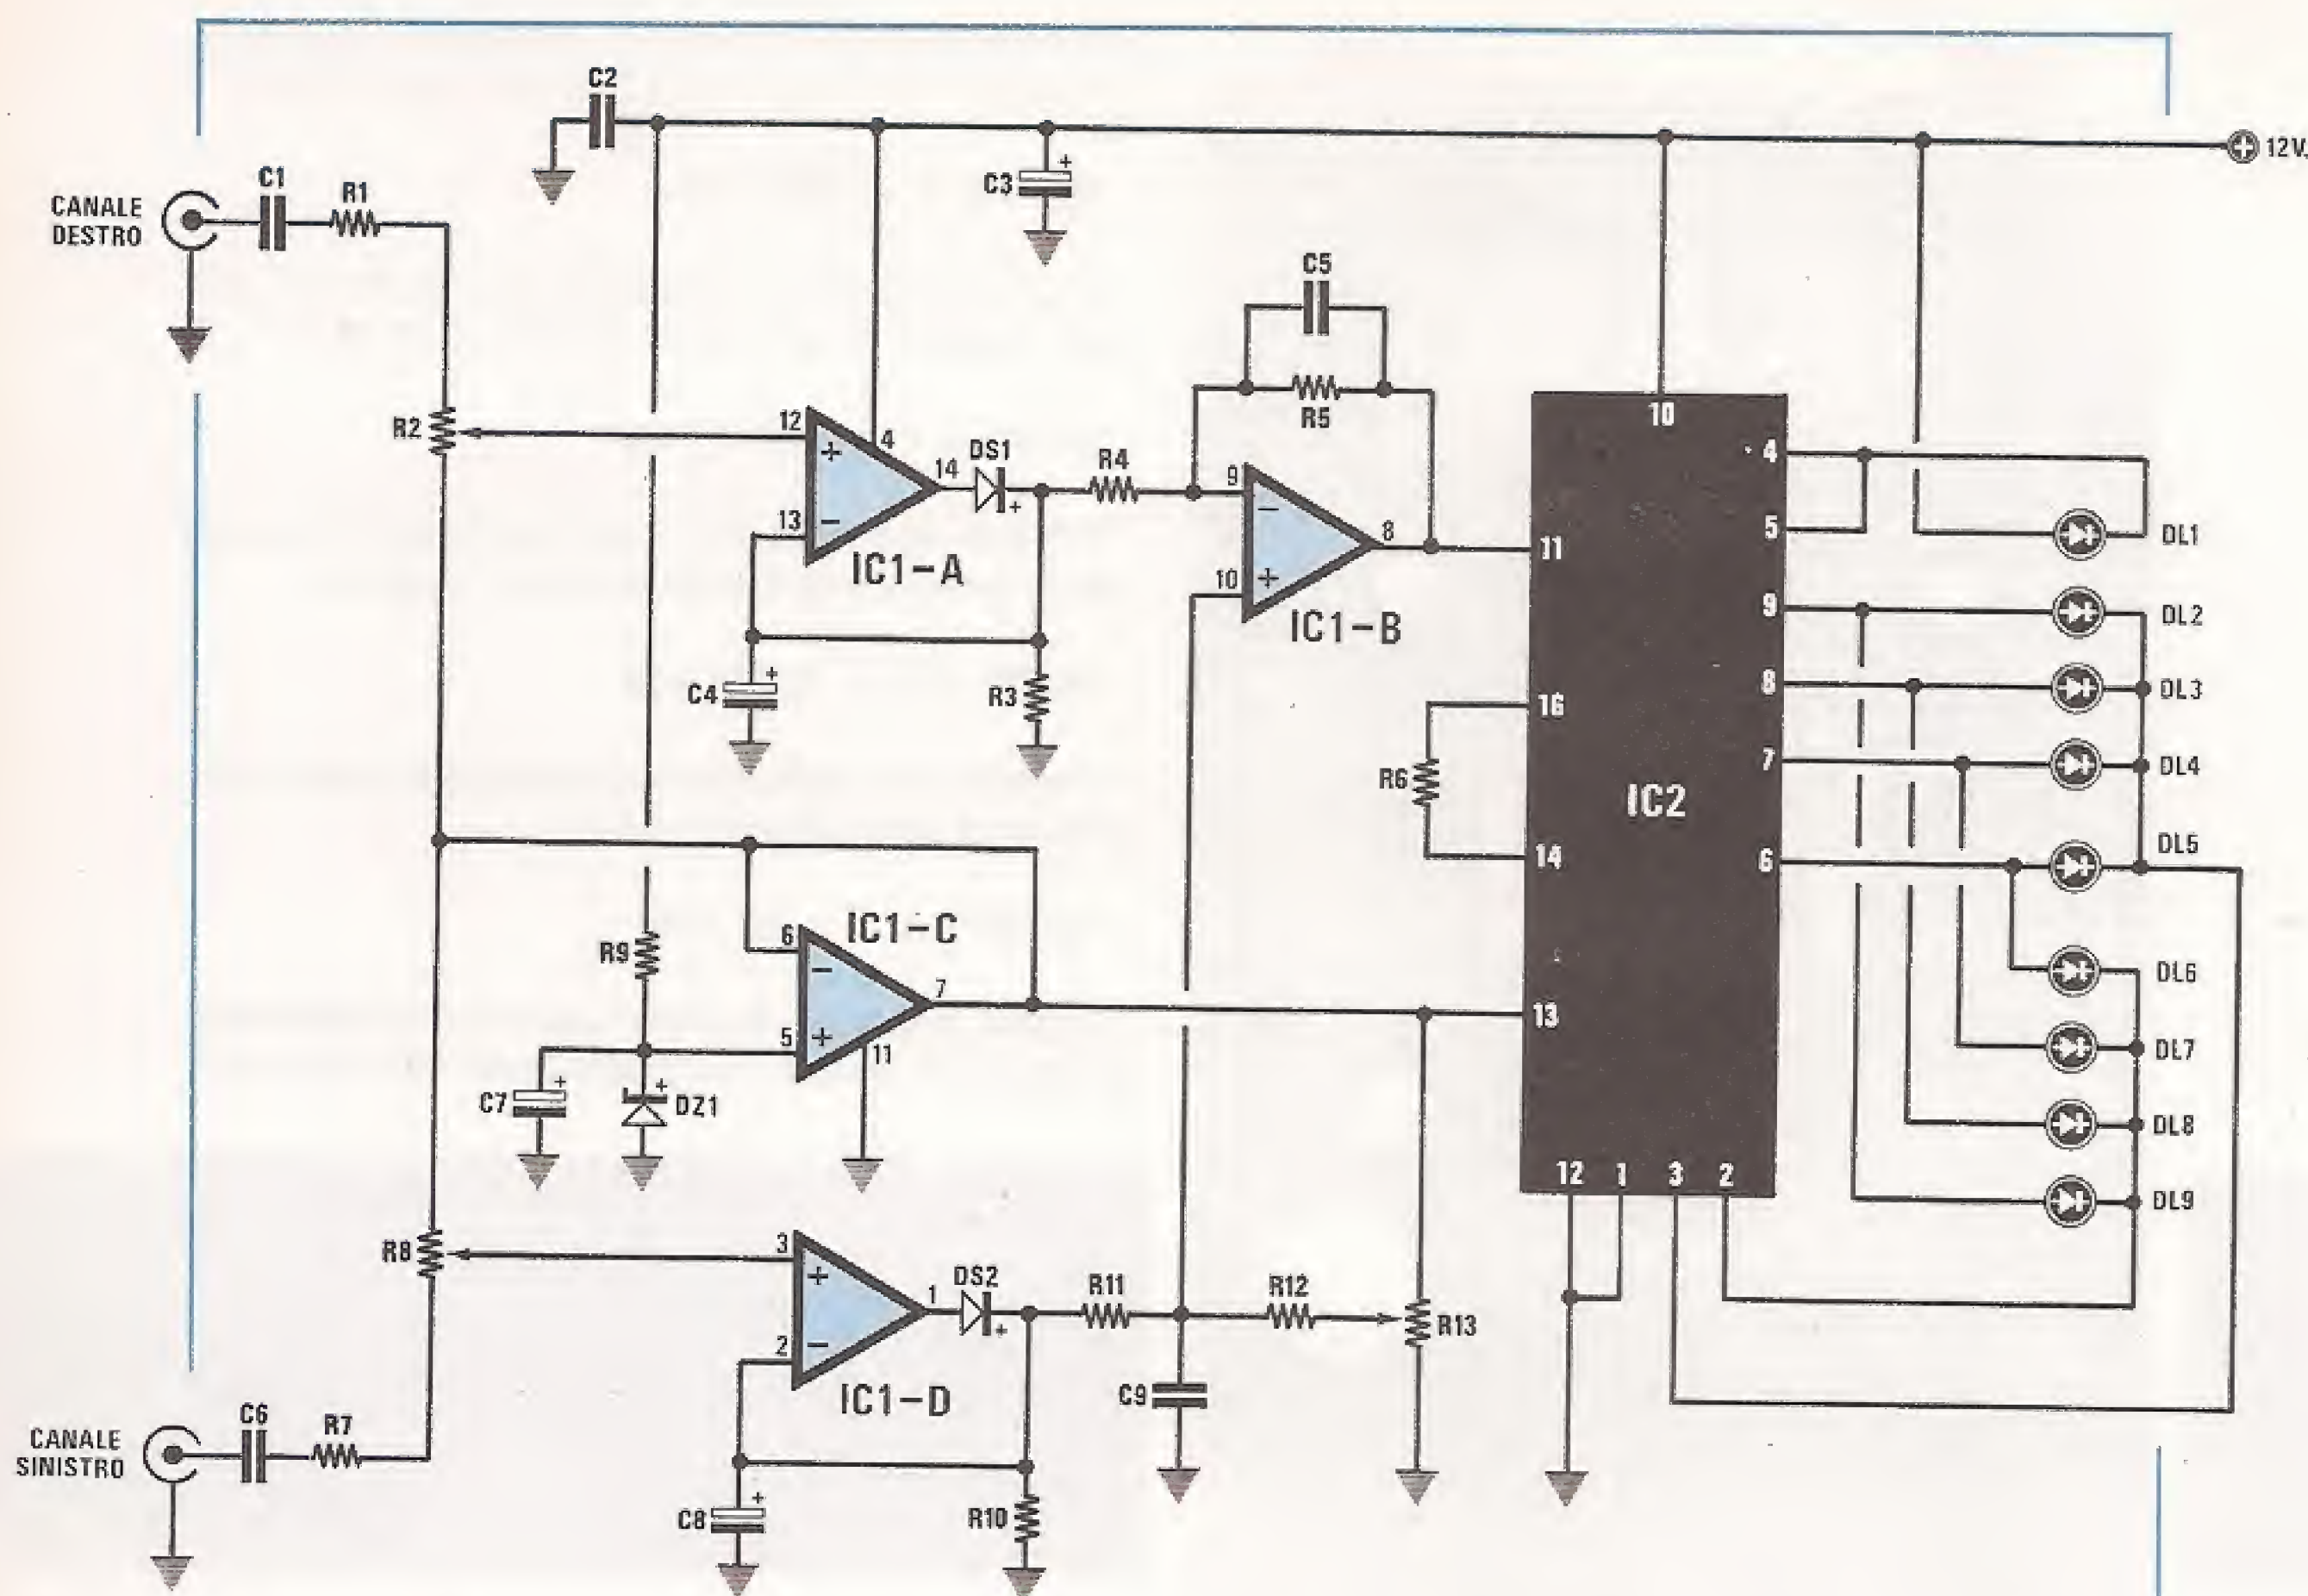 C2
12V.
C1
R1
CANALE
DESTRO
C3
+
C5
R5
R2
12
+
4
13
−
14
DS1
+
IC1-A
R4
9
−
8
10
+
IC1-B
C4
+
R3
10
4
5
11
9
8
16
7
14
6
13
IC2
12
1
3
2
R6
DL1
DL2
DL3
DL4
DL5
DL6
DL7
DL8
DL9
IC1-C
R9
6
−
7
5
+
11
C7
+
+
DZ1
R8
3
+
1
DS2
+
2
−
IC1-D
R11
R12
R13
C9
CANALE
SINISTRO
C6
R7
C8
+
R10